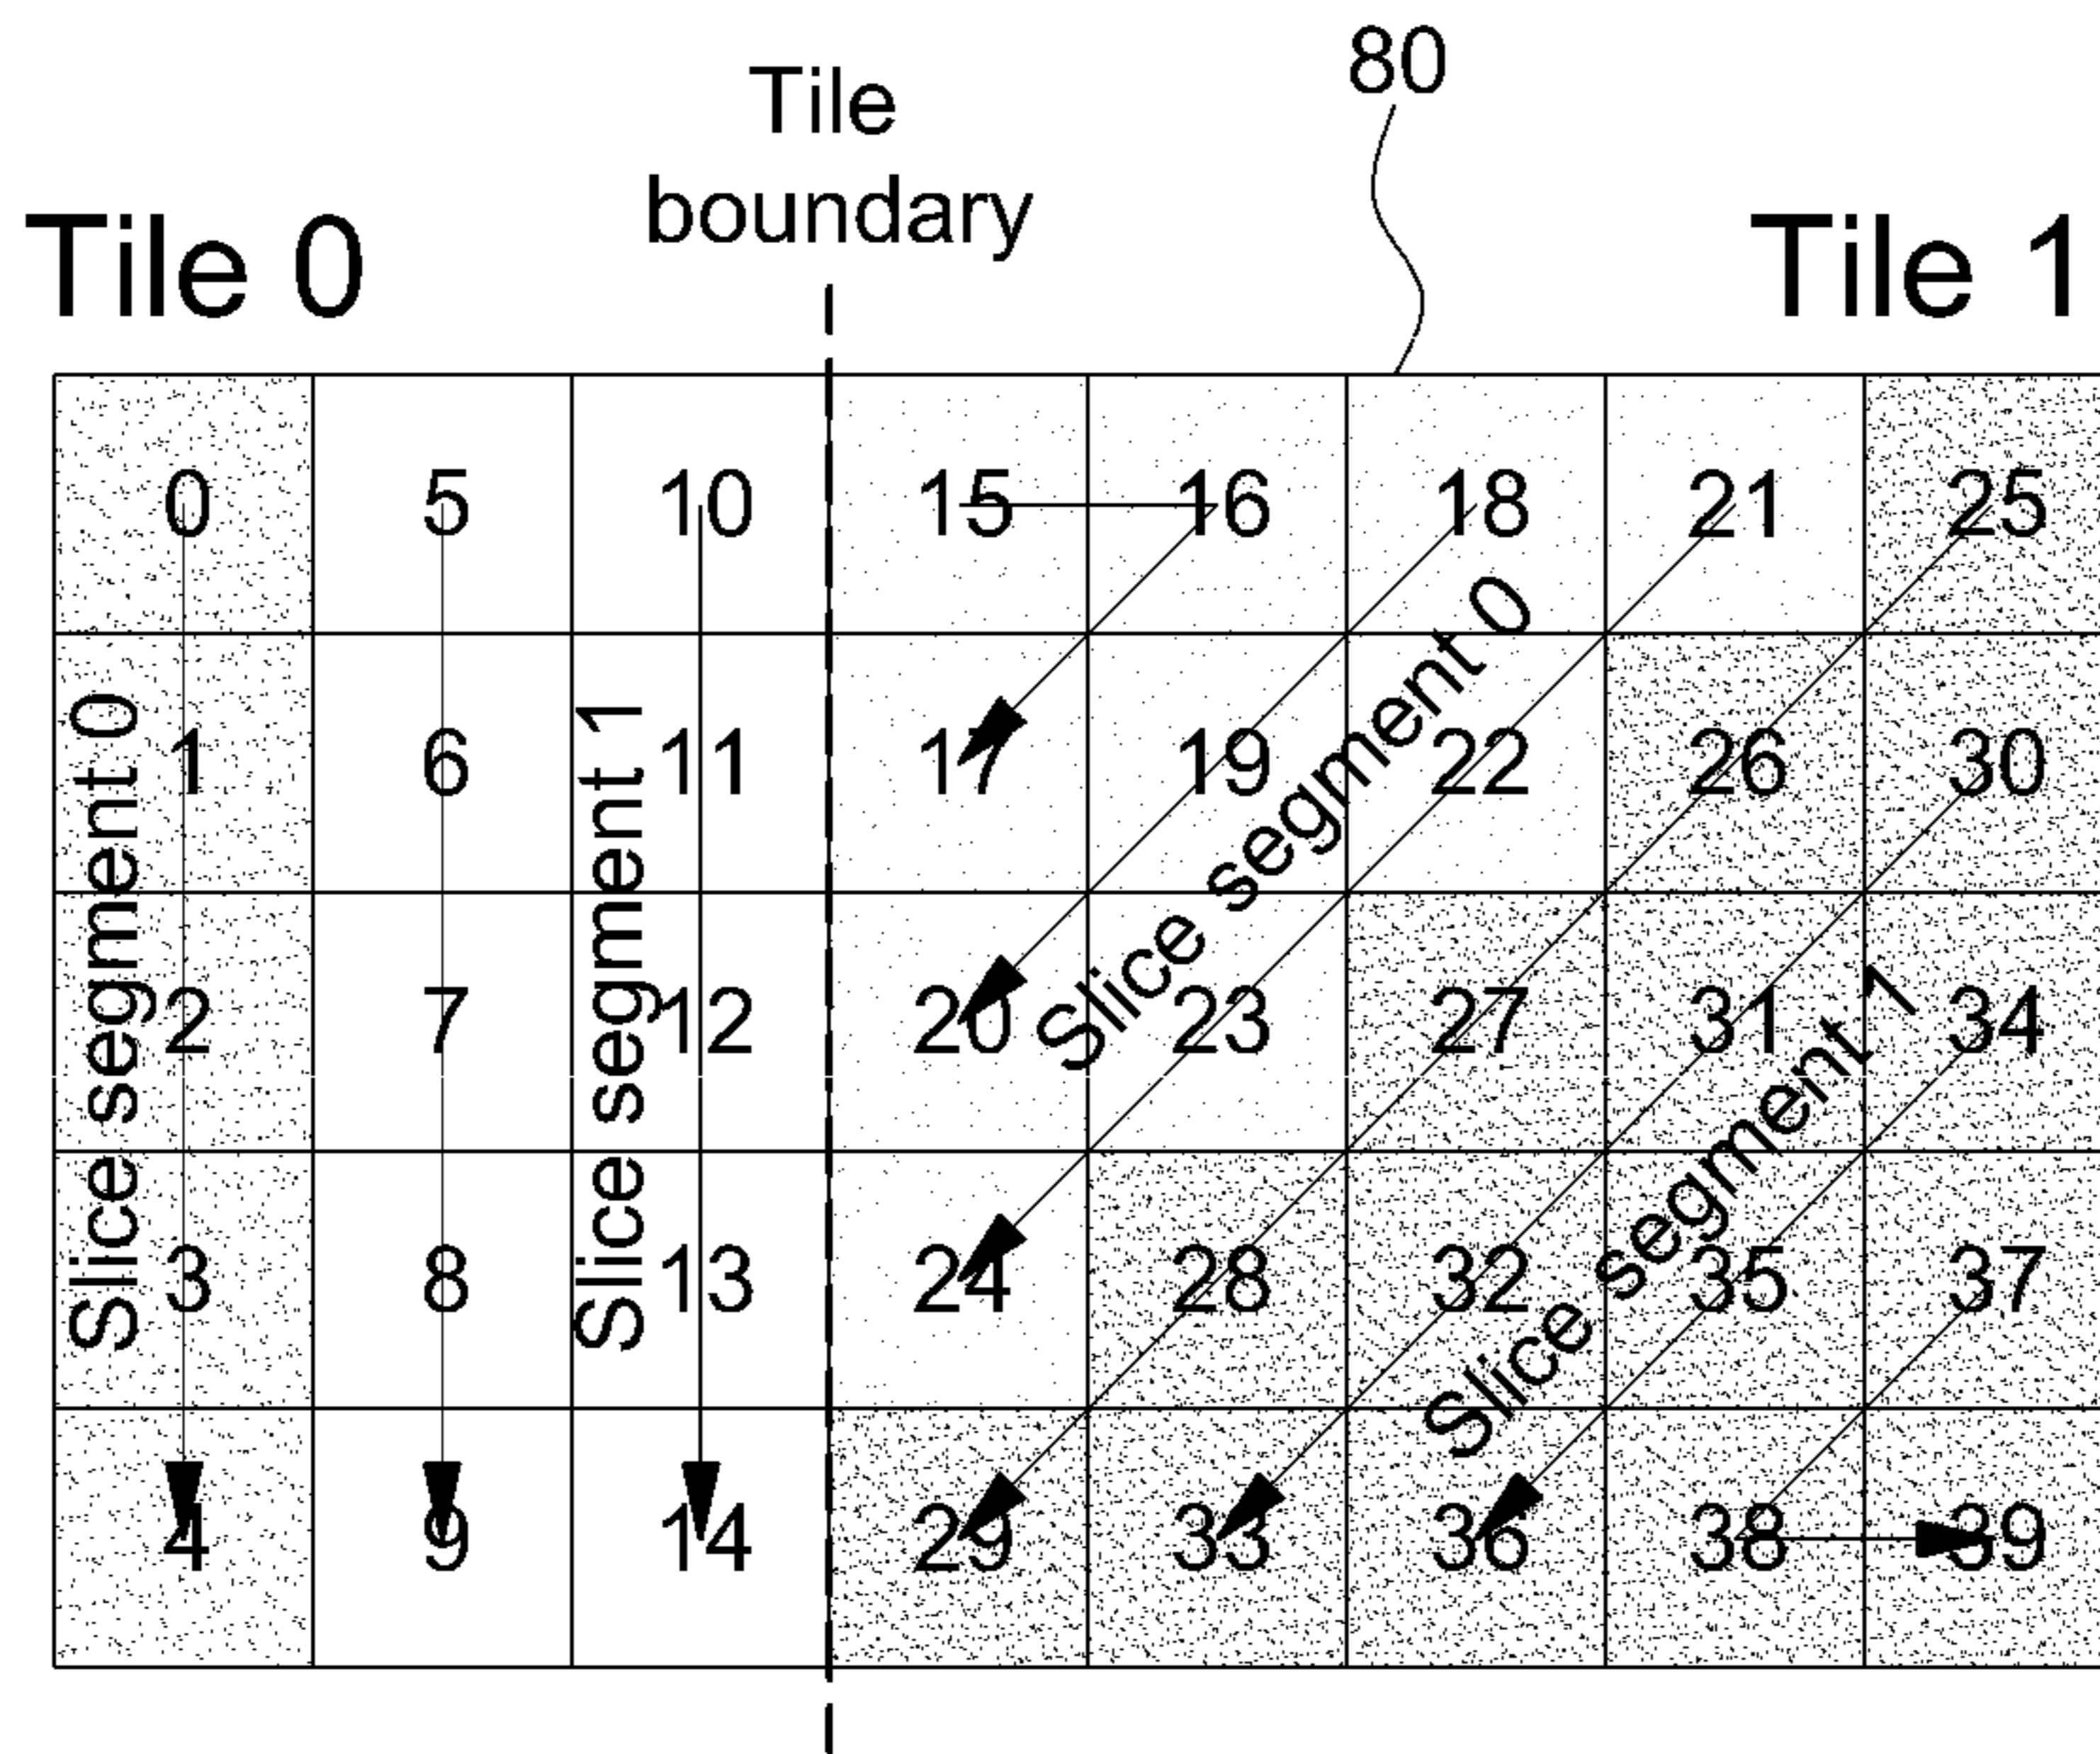 80
Tile
boundary
Tile 0
Tile 1
0 5 10 15 16 18 21 25
1 6 11 17 19 22 26 30
2 7 12 20 23 27 31 34
3 8 13 24 28 32 35 37
4 9 14 29 33 36 38 39
Slice segment 0
Slice segment 1
Slice segment 0
Slice segment 1